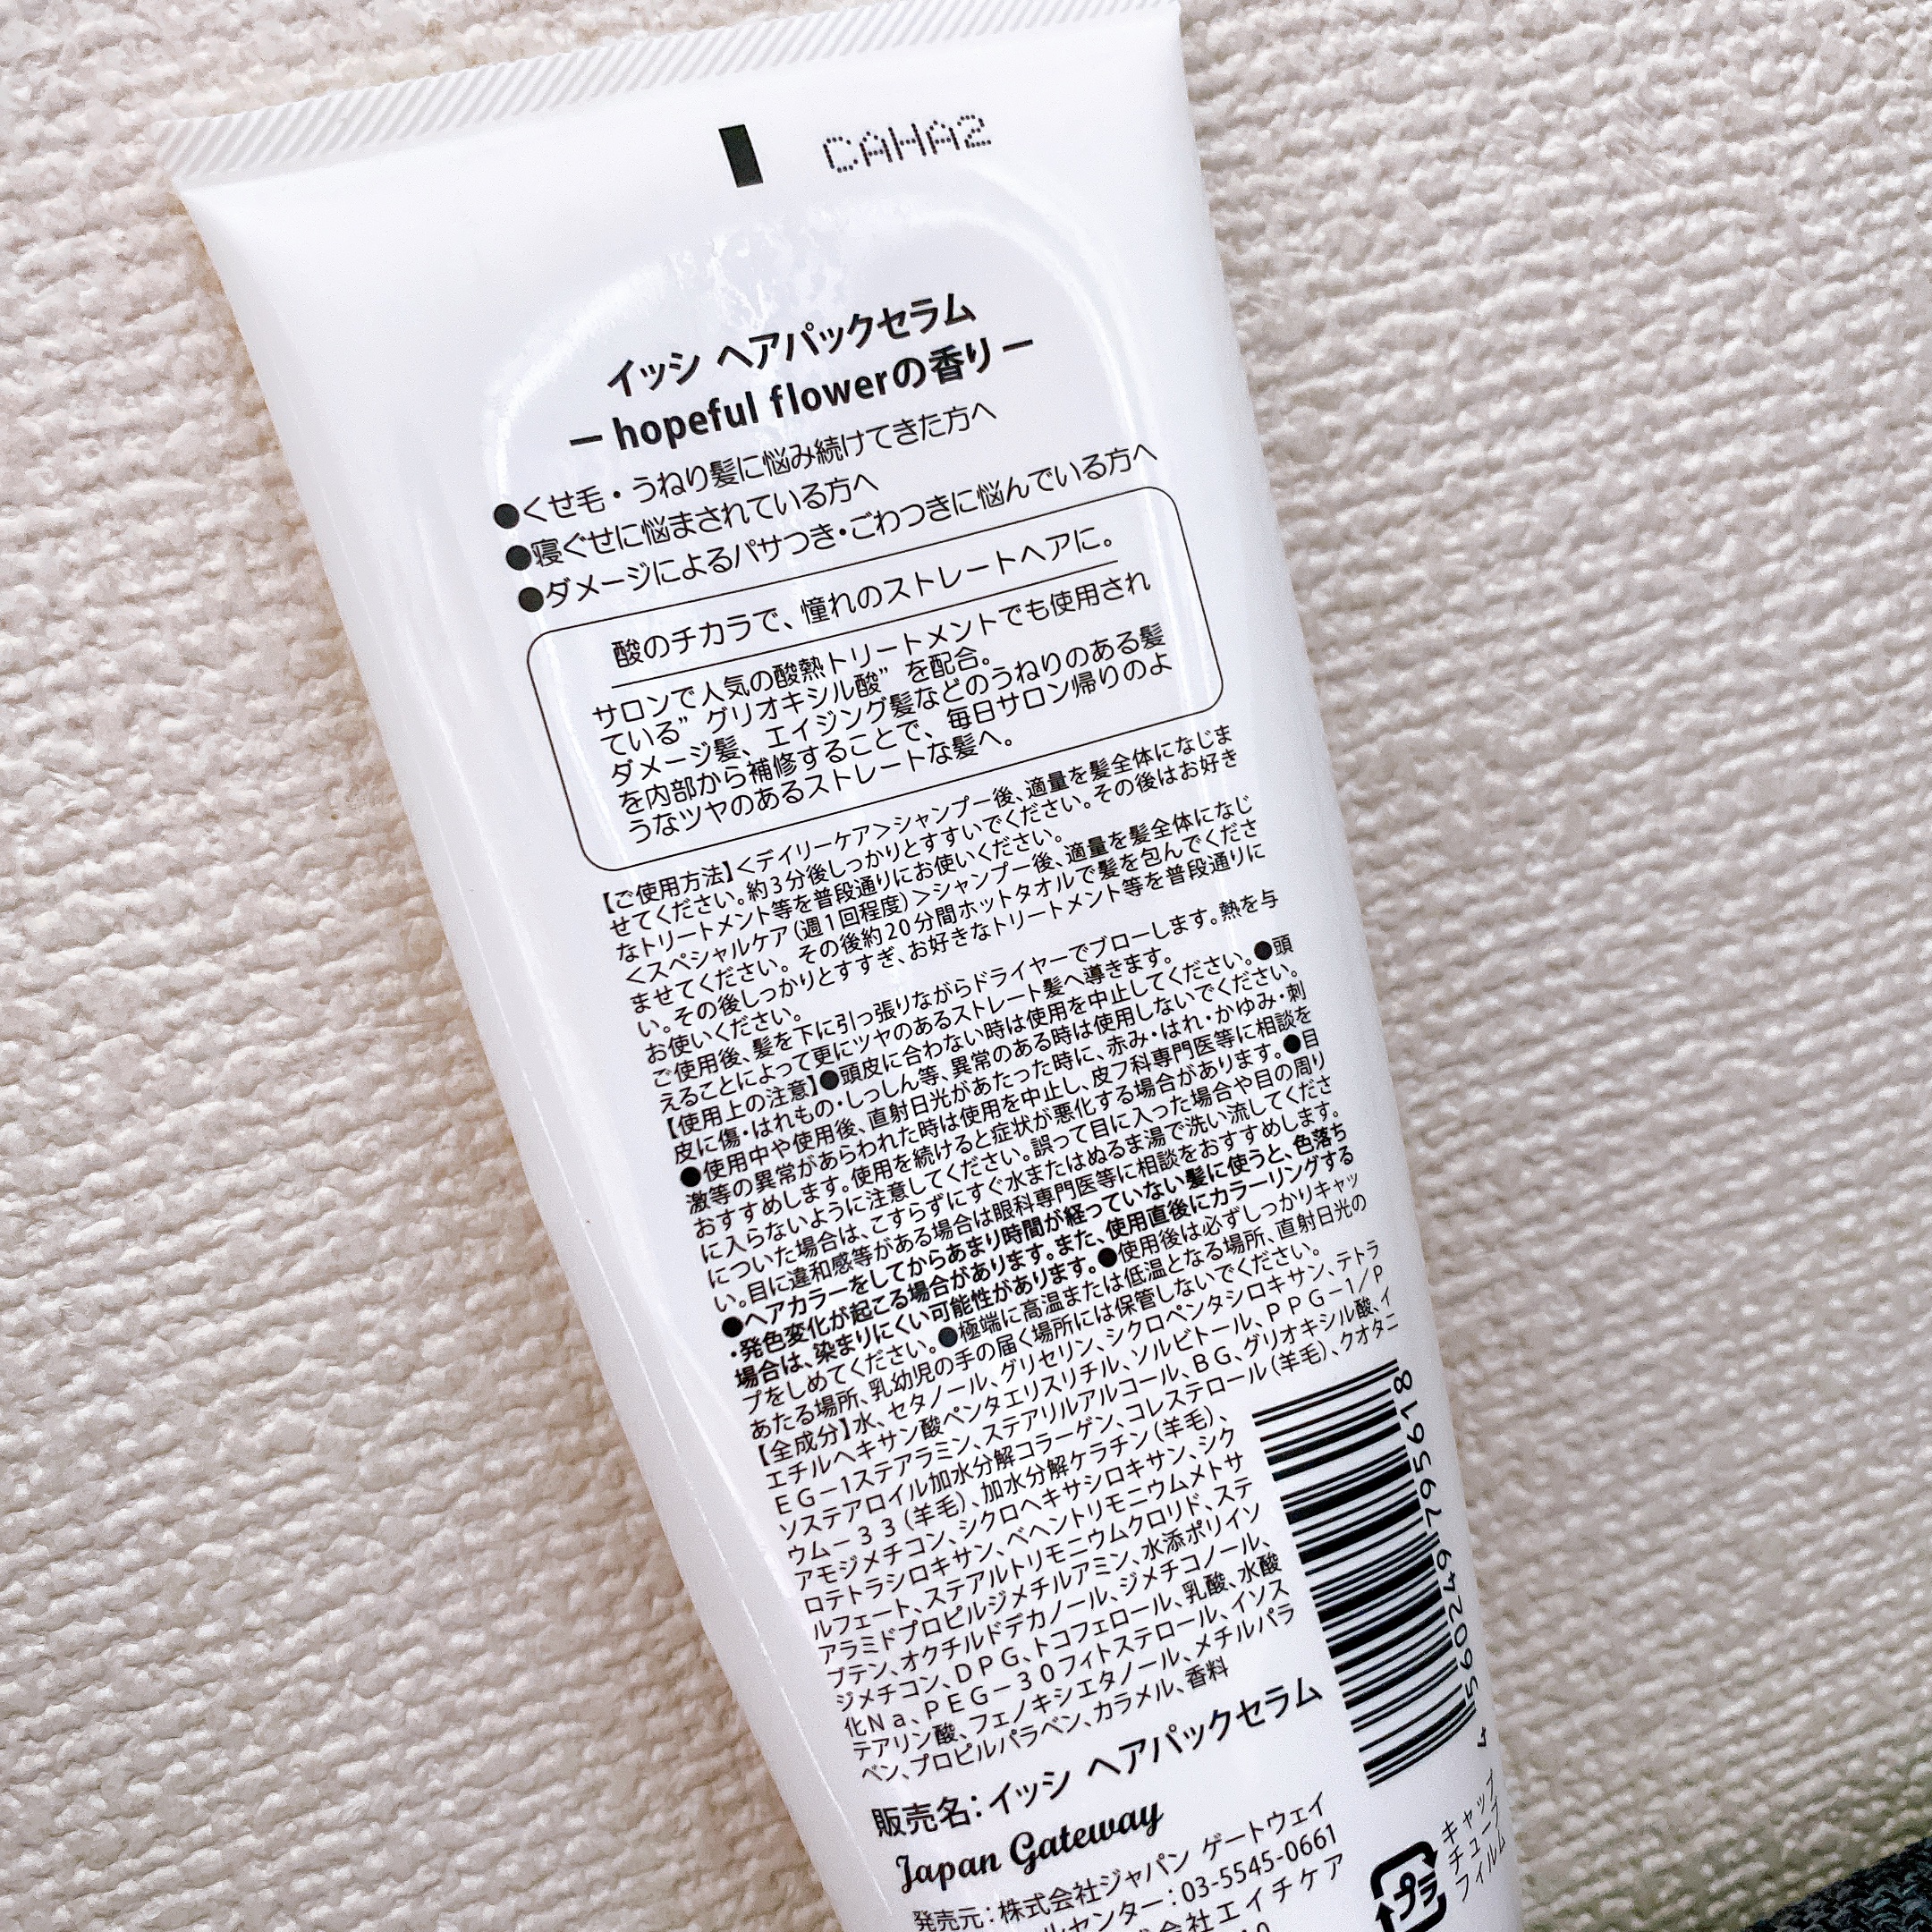 CAHA2
イッシ ヘアパックセラム
ー hopeful flowerの香り ー
●くせ毛・うねり髪に悩み続けてきた方へ
●寝ぐせに悩まされている方へ
●ダメージによるパサつき・ごわつきに悩んでいる方へ
酸のチカラで、憧れのストレートヘアに。
サロンで人気の酸熱トリートメントでも使用され
ている”グリオキシル酸”を配合。
ダメージ髪、エイジング髪などのうねりのある髪
を内部から補修することで、毎日サロン帰りのよ
うなツヤのあるストレートな髪へ。
【ご使用方法】<デイリーケア>シャンプー後、適量を髪全体になじま
せてください。約3分後しっかりとすすいでください。その後はお好き
なトリートメント等を普段通りにお使いください。
<スペシャルケア(週1回程度)>シャンプー後、適量を髪全体になじ
ませてください。その後約20分間ホットタオルで髪を包んでくださ
い。その後しっかりとすすぎ、お好きなトリートメント等を普段通りに
お使いください。
ご使用後、髪を下に引っ張りながらドライヤーでブローします。熱を与
えることによって更にツヤのあるストレート髪へ導きます。
【使用上の注意】●頭皮に合わない時は使用を中止してください。●頭
皮に傷・はれもの・しっしん等、異常のある時は使用しないでください。
●使用中や使用後、直射日光があたった時に、赤み・はれ・かゆみ・刺
激等の異常があらわれた時は使用を中止し、皮フ科専門医等に相談を
おすすめします。使用を続けると症状が悪化する場合があります。●目
に入らないように注意してください。誤って目に入った場合や目の周り
についた場合は、こすらずにすぐ水またはぬるま湯で洗い流してくださ
い。目に違和感等がある場合は眼科専門医等に相談をおすすめします。
●ヘアカラーをしてからあまり時間が経っていない髪に使うと、色落ち
・発色変化が起こる場合があります。また、使用直後にカラーリングする
場合は、染まりにくい可能性があります。●使用後は必ずしっかりキャッ
プをしめてください。●極端に高温または低温となる場所、直射日光の
あたる場所、乳幼児の手の届く場所には保管しないでください。
【全成分】水、セタノール、グリセリン、シクロペンタシロキサン、テトラ
エチルヘキサン酸ペンタエリスリチル、ソルビトール、PPG－1/P
EG－1ステアラミン、ステアリルアルコール、BG、グリオキシル酸、イ
ソステアロイル加水分解コラーゲン、コレステロール(羊毛)、クオタニ
ウム－33(羊毛)、加水分解ケラチン(羊毛)、
アモジメチコン、シクロヘキサシロキサン、シク
ロテトラシロキサン、ベヘントリモニウムメトサ
ルフェート、ステアルトリモニウムクロリド、ステ
アラミドプロピルジメチルアミン、水添ポリイソ
ブテン、オクチルドデカノール、ジメチコノール、
ジメチコン、DPG、トコフェロール、乳酸、水酸
化Na、PEG－30フィトステロール、イソス
テアリン酸、フェノキシエタノール、メチルパラ
ベン、プロピルパラベン、カラメル、香料
4 560249 795618
販売名：イッシ ヘアパックセラム
Japan Gateway
発売元：株式会社ジャパン ゲートウェイ
ルセンター：03-5545-0661
会社エイチケア
プラ
キャップ
チューブ
フィルム